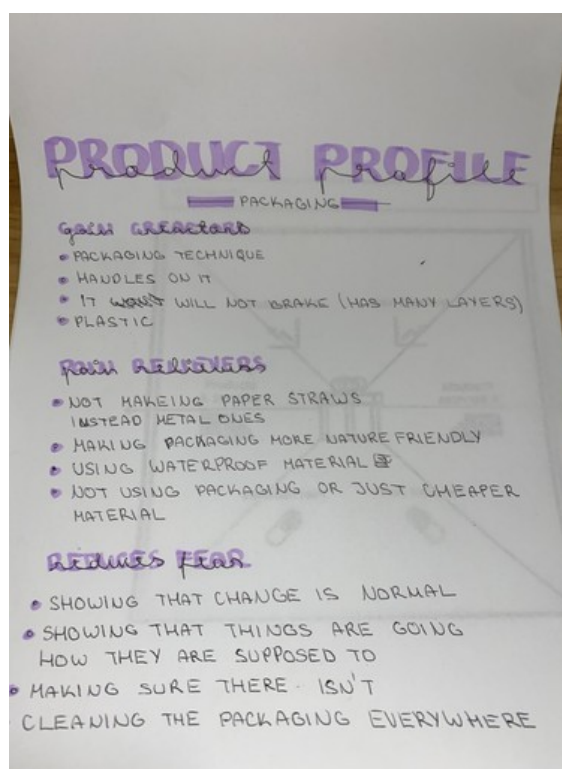 PRODUCT PROFILE
product profile
PACKAGING
GAIN CREATORS
• PACKAGING TECHNIQUE
• HANDLES ON IT
• IT WILL NOT BRAKE (HAS MANY LAYERS)
• PLASTIC
PAIN RELIEVERS
• NOT MAKEING PAPER STRAWS
INSTEAD METAL ONES
• MAKING PACKAGING MORE NATURE FRIENDLY
• USING WATERPROOF MATERIAL
• NOT USING PACKAGING OR JUST CHEAPER
MATERIAL
REDUCES FEAR
• SHOWING THAT CHANGE IS NORMAL
• SHOWING THAT THINGS ARE GOING
HOW THEY ARE SUPPOSED TO
• MAKING SURE THERE ISN'T
CLEANING THE PACKAGING EVERYWHERE